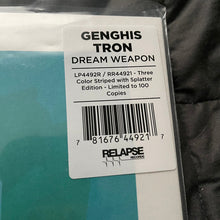 GENGHIS
TRON
DREAM WEAPON
LP4492R / RR44921 - Three
Color Striped with Splatter
Edition - Limited to 100
Copies
7 81676 44921 7
RELAPSE
RECORDS